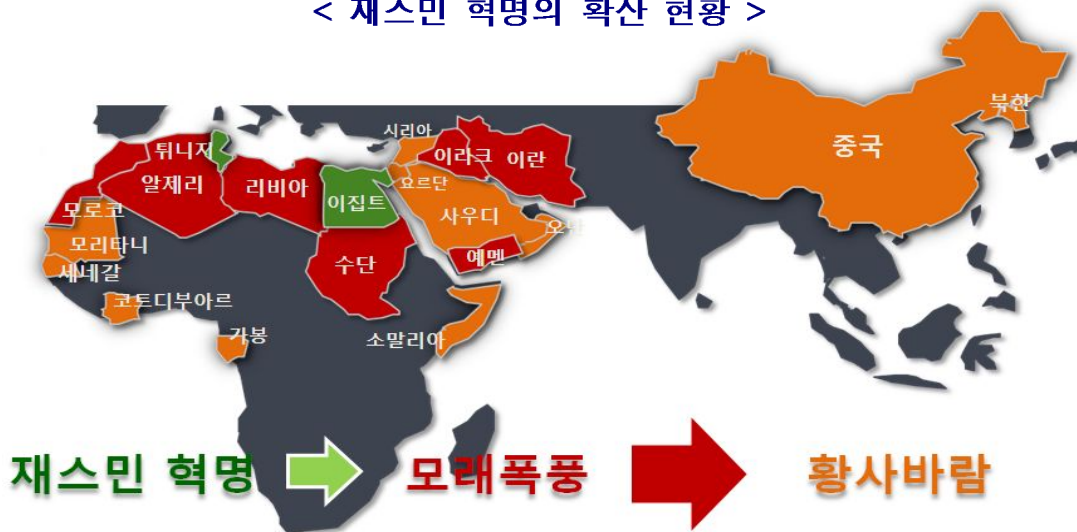 < 재스민 혁명의 확산 현황 >
북한
중국
시리아
튀니지
이라크
이란
알제리
리비아
요르단
이집트
사우디
모로코
오만
모리타니
예멘
수단
세네갈
코트디부아르
가봉
소말리아
재스민 혁명
모래폭풍
황사바람